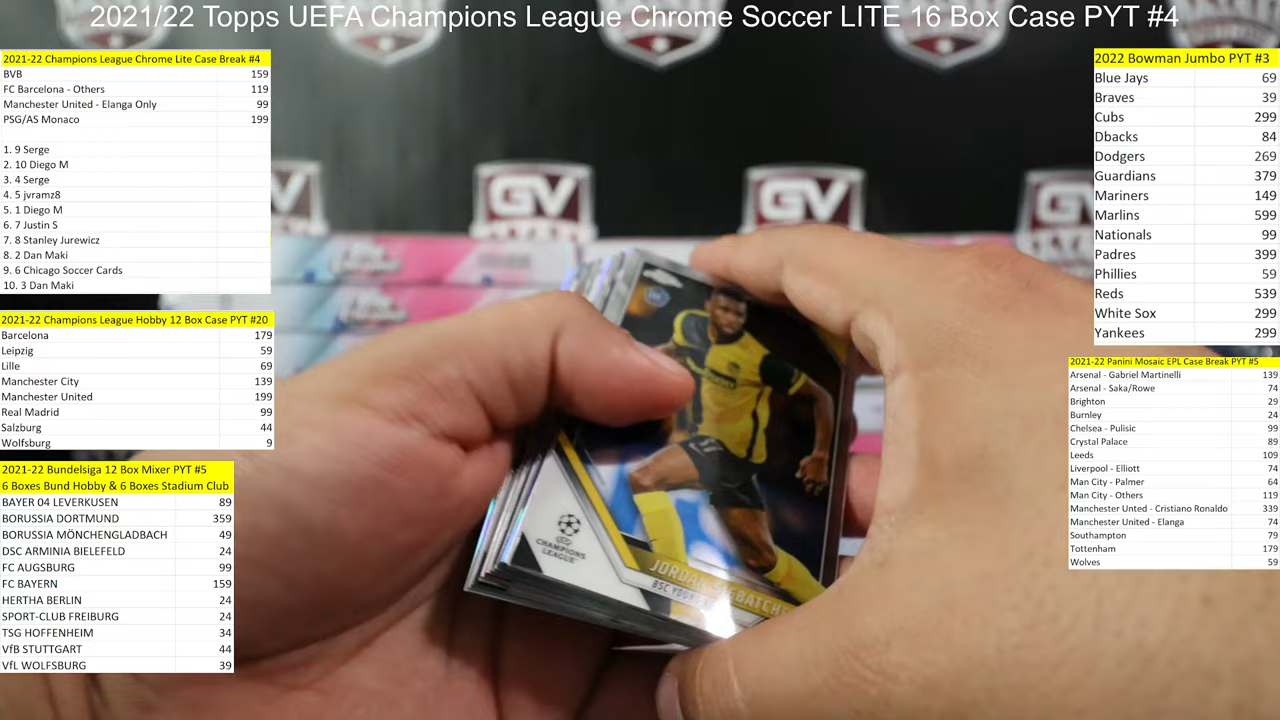 2021/22 Topps UEFA Champions League Chrome Soccer LITE 16 Box Case PYT #4
2021-22 Champions League Chrome Lite Case Break #4
BVB 159
FC Barcelona - Others 119
Manchester United - Elanga Only 99
PSG/AS Monaco 199
1. 9 Serge
2. 10 Diego M
3. 4 Serge
4. 5 jvramz8
5. 1 Diego M
6. 7 Justin S
7. 8 Stanley Jurewicz
8. 2 Dan Maki
9. 6 Chicago Soccer Cards
10. 3 Dan Maki
2021-22 Champions League Hobby 12 Box Case PYT #20
Barcelona 179
Leipzig 59
Lille 69
Manchester City 139
Manchester United 199
Real Madrid 99
Salzburg 44
Wolfsburg 9
2021-22 Bundelsiga 12 Box Mixer PYT #5
6 Boxes Bund Hobby & 6 Boxes Stadium Club
BAYER 04 LEVERKUSEN 89
BORUSSIA DORTMUND 359
BORUSSIA MÖNCHENGLADBACH 49
DSC ARMINIA BIELEFELD 24
FC AUGSBURG 99
FC BAYERN 159
HERTHA BERLIN 24
SPORT-CLUB FREIBURG 24
TSG HOFFENHEIM 34
VfB STUTTGART 44
VfL WOLFSBURG 39
GV
GV
CHAMPIONS
LEAGUE
JORDAN
BSC
2022 Bowman Jumbo PYT #3
Blue Jays 69
Braves 39
Cubs 299
Dbacks 84
Dodgers 269
Guardians 379
Mariners 149
Marlins 599
Nationals 99
Padres 399
Phillies 59
Reds 539
White Sox 299
Yankees 299
2021-22 Panini Mosaic EPL Case Break PYT #5
Arsenal - Gabriel Martinelli 139
Arsenal - Saka/Rowe 74
Brighton 29
Burnley 24
Chelsea - Pulisic 99
Crystal Palace 89
Leeds 109
Liverpool - Elliott 74
Man City - Palmer 64
Man City - Others 119
Manchester Unted - Cristiano Ronaldo 339
Manchester United - Elanga 74
Southampton 79
Tottenham 179
Wolves 59